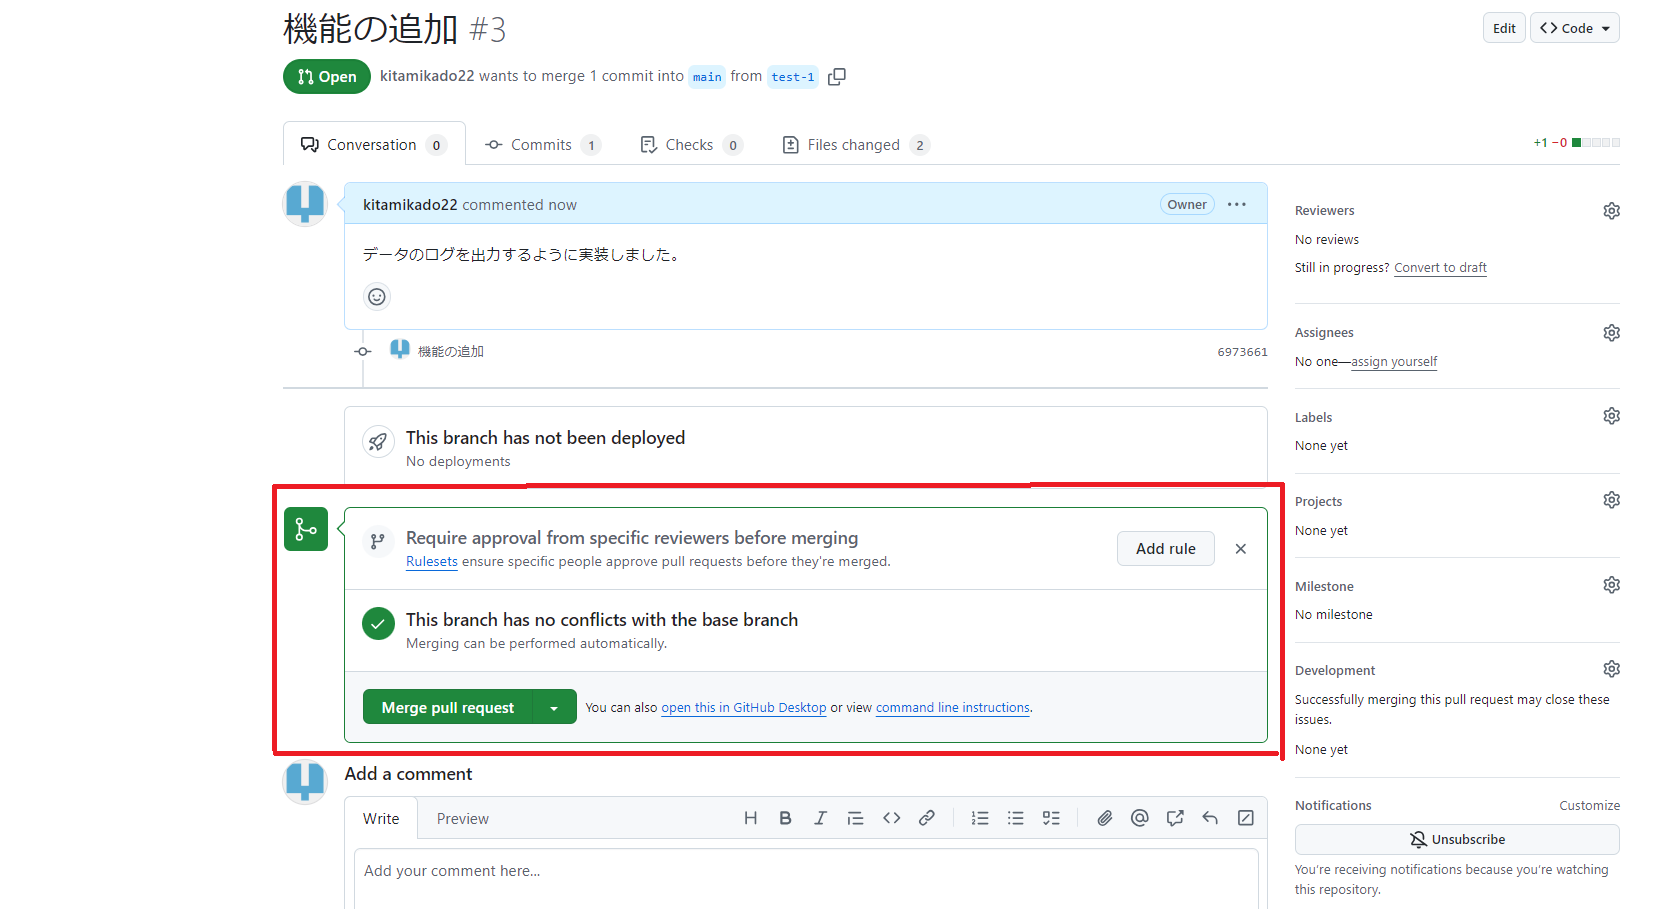 機能の追加 #3
Edit
Code
Open
kitamikado22 wants to merge 1 commit into main from test-1
Conversation 0
Commits 1
Checks 0
Files changed 2
+1 −0
kitamikado22 commented now
Owner
データのログを出力するように実装しました。
機能の追加
6973661
This branch has not been deployed
No deployments
Require approval from specific reviewers before merging
Rulesets ensure specific people approve pull requests before they're merged.
Add rule
This branch has no conflicts with the base branch
Merging can be performed automatically.
Merge pull request
You can also open this in GitHub Desktop or view command line instructions.
Add a comment
Write
Preview
Add your comment here...
Reviewers
No reviews
Still in progress? Convert to draft
Assignees
No one—assign yourself
Labels
None yet
Projects
None yet
Milestone
No milestone
Development
Successfully merging this pull request may close these
issues.
None yet
Notifications
Customize
Unsubscribe
You're receiving notifications because you're watching
this repository.